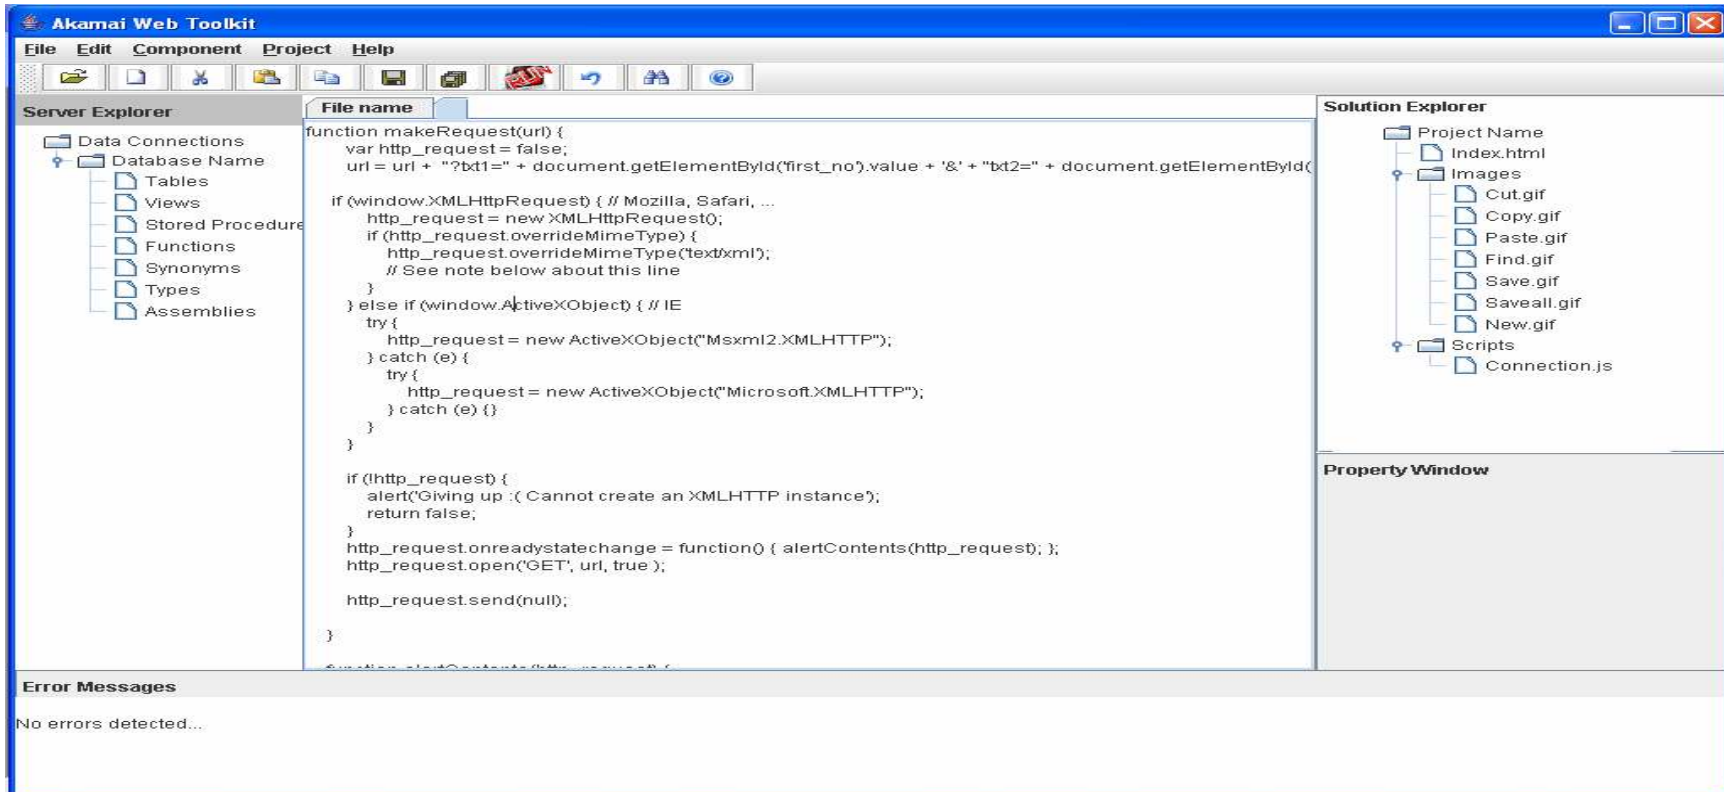 Akamai Web Toolkit
File Edit Component Project Help
RUN
Server Explorer
Data Connections
Database Name
Tables
Views
Stored Procedure
Functions
Synonyms
Types
Assemblies
File name
function makeRequest(url) {
var http_request = false;
url = url + "?txt1=" + document.getElementById('first_no').value + '&' + "txt2=" + document.getElementById(
if (window.XMLHttpRequest) { // Mozilla, Safari, ...
http_request = new XMLHttpRequest();
if (http_request.overrideMimeType) {
http_request.overrideMimeType('text/xml');
// See note below about this line
}
} else if (window.ActiveXObject) { // IE
try {
http_request = new ActiveXObject("Msxml2.XMLHTTP");
} catch (e) {
try {
http_request = new ActiveXObject("Microsoft.XMLHTTP");
} catch (e) {}
}
}
if (!http_request) {
alert('Giving up :( Cannot create an XMLHTTP instance');
return false;
}
http_request.onreadystatechange = function() { alertContents(http_request); };
http_request.open('GET', url, true );
http_request.send(null);
}
function alertContents(http_request) {
Solution Explorer
Project Name
Index.html
Images
Cut.gif
Copy.gif
Paste.gif
Find.gif
Save.gif
Saveall.gif
New.gif
Scripts
Connection.js
Property Window
Error Messages
No errors detected...